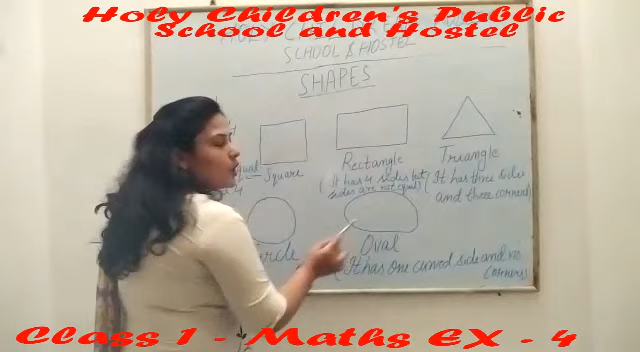 Holy Children's Public
School and Hostel
SCHOOL & HOSTEL
SHAPES
equal
4
Square
Rectangle
Triangle
( It has 4 sides but
sides are not equal)
( It has three sides
and three corners)
Oval
( It has one curved side and no
corners)
Class 1 - Maths EX - 4